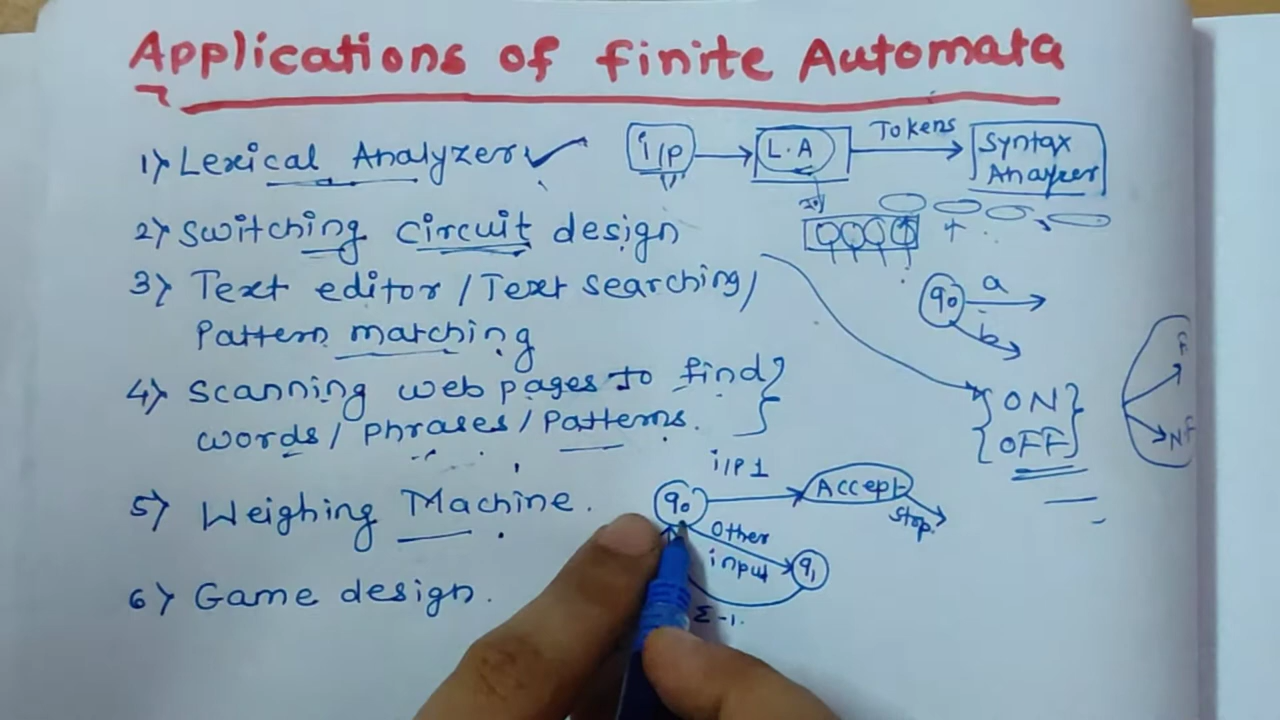 Applications of finite Automata
1) Lexical Analyzer
i/p
L.A
Tokens
Syntax
Analyzer
2) Switching circuit design
3) Text editor / Text searching /
Pattern matching
q0
a
b
4) Scanning web pages to find
words / phrases / Patterns.
ON
OFF
5) Weighing Machine.
q0
i/p 1
Accept
Stop.
Other
input
q1
Σ-1.
6) Game design.